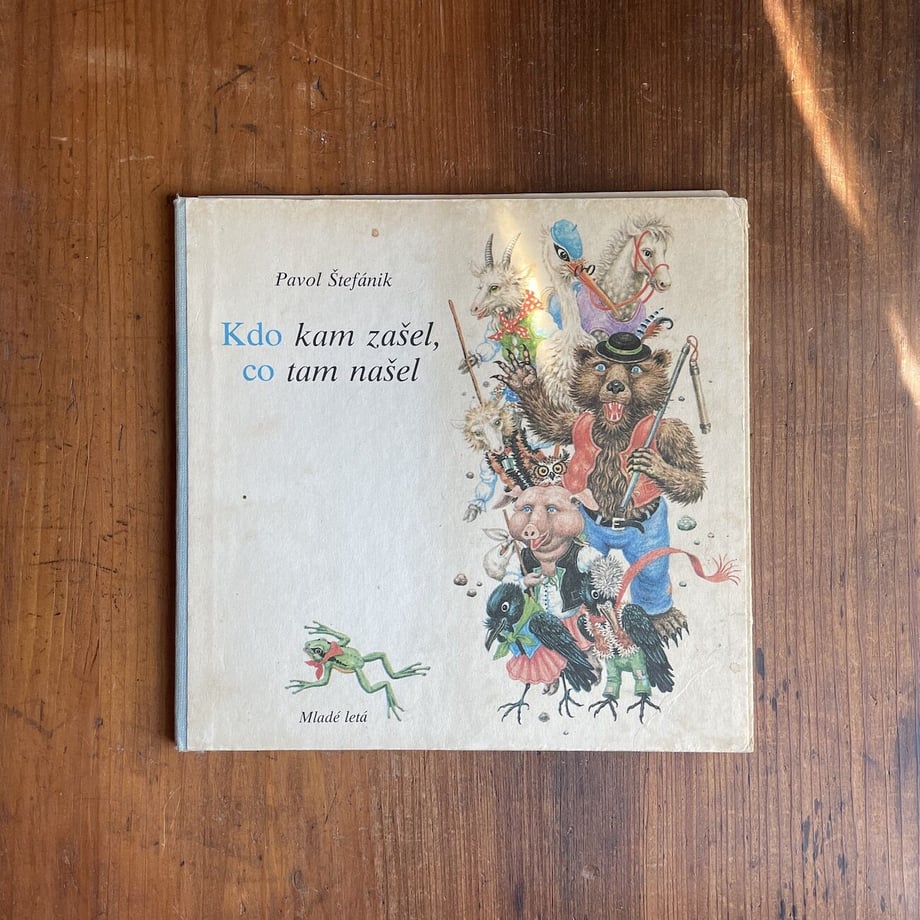 Pavol Štefánik
Kdo kam zašel,
co tam našel
Mladé letá